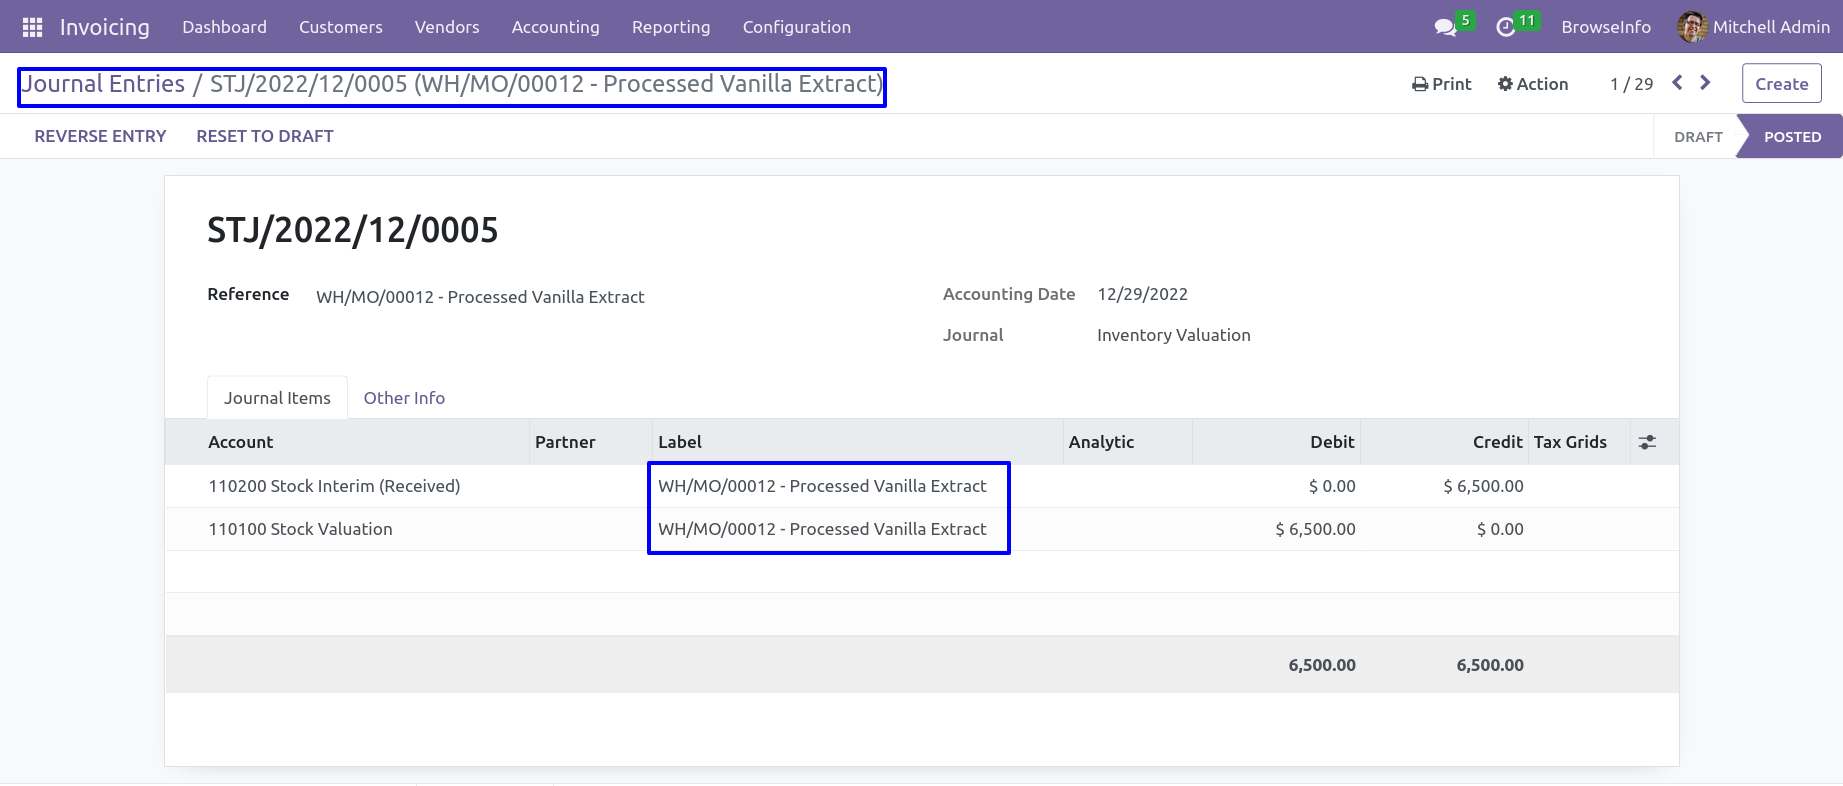 Invoicing Dashboard Customers Vendors Accounting Reporting Configuration 5 11 BrowseInfo Mitchell Admin
Journal Entries / STJ/2022/12/0005 (WH/MO/00012 - Processed Vanilla Extract) Print Action 1 / 29 Create
REVERSE ENTRY RESET TO DRAFT DRAFT POSTED
STJ/2022/12/0005
Reference WH/MO/00012 - Processed Vanilla Extract Accounting Date 12/29/2022
Journal Inventory Valuation
Journal Items Other Info
Account Partner Label Analytic Debit Credit Tax Grids
110200 Stock Interim (Received) WH/MO/00012 - Processed Vanilla Extract $ 0.00 $ 6,500.00
110100 Stock Valuation WH/MO/00012 - Processed Vanilla Extract $ 6,500.00 $ 0.00
6,500.00 6,500.00